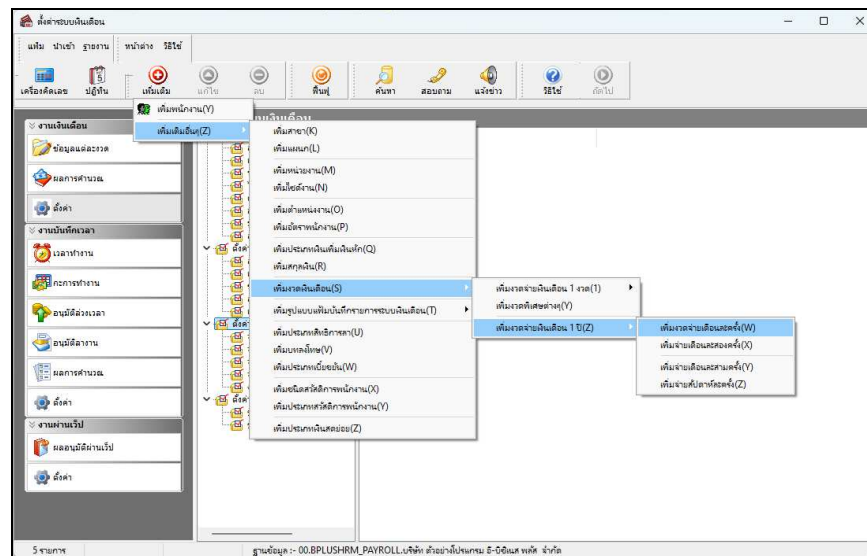 ตั้งค่าระบบเงินเดือน
แฟ้ม นำเข้า รายงาน หน้าต่าง วิธีใช้
เครื่องคิดเลข ปฏิทิน เพิ่มเติม แก้ไข ลบ ฟื้นฟู ค้นหา สอบถาม แจ้งข่าว วิธีใช้ ถัดไป
เพิ่มพนักงาน(Y)
เพิ่มเติมอื่นๆ(Z)
งานเงินเดือน
ข้อมูลแต่ละงวด
ผลการคำนวณ
ตั้งค่า
งานบันทึกเวลา
เวลาทำงาน
กะการทำงาน
อนุมัติล่วงเวลา
อนุมัติลางาน
ผลการคำนวณ
ตั้งค่า
งานผ่านเว็ป
ผลอนุมัติผ่านเว็ป
ตั้งค่า
เพิ่มสาขา(K)
เพิ่มแผนก(L)
เพิ่มหน่วยงาน(M)
เพิ่มไซด์งาน(N)
เพิ่มตำแหน่งงาน(O)
เพิ่มอัตราพนักงาน(P)
เพิ่มประเภทเงินเพิ่มเงินหัก(Q)
เพิ่มสกุลเงิน(R)
เพิ่มงวดเงินเดือน(S)
เพิ่มรูปแบบแฟ้มบันทึกรายการระบบเงินเดือน(T)
เพิ่มประเภทสิทธิการลา(U)
เพิ่มบทลงโทษ(V)
เพิ่มประเภทเบี้ยขยัน(W)
เพิ่มชนิดสวัสดิการพนักงาน(X)
เพิ่มประเภทสวัสดิการพนักงาน(Y)
เพิ่มประเภทเงินสดย่อย(Z)
เพิ่มงวดจ่ายเงินเดือน 1 งวด(1)
เพิ่มงวดพิเศษต่างๆ(Y)
เพิ่มงวดจ่ายเงินเดือน 1 ปี(Z)
เพิ่มงวดจ่ายเดือนละครั้ง(W)
เพิ่มจ่ายเดือนละสองครั้ง(X)
เพิ่มจ่ายเดือนละสามครั้ง(Y)
เพิ่มจ่ายสัปดาห์ละครั้ง(Z)
5 รายการ
ฐานข้อมูล :- 00.BPLUSHRM_PAYROLL.บริษัท ตัวอย่างโปรแกรม อี-บิซิเนส พลัส จำกัด